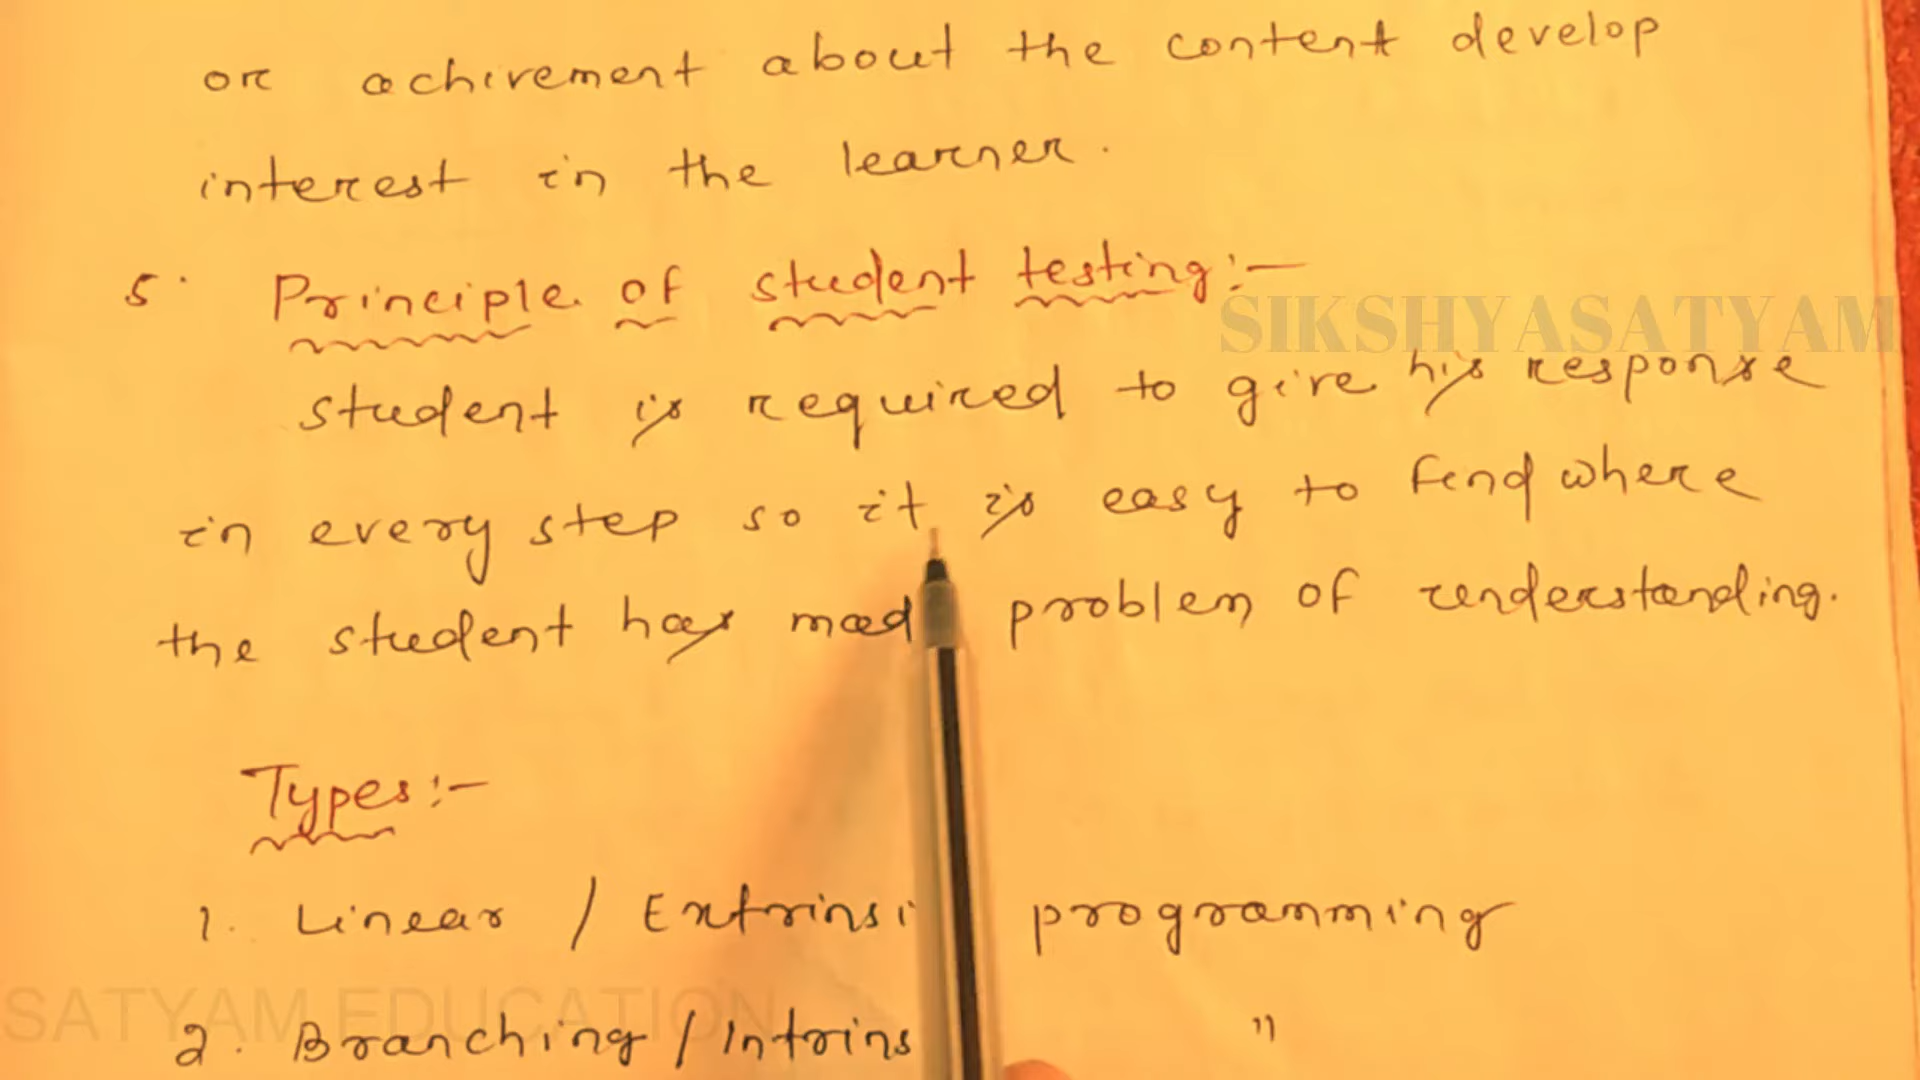 or achirement about the content develop
interest in the learner.
SIKSHYASATYAM
5. Principle of student testing:-
student is required to give his response
in every step so it is easy to find where
the student has mad problem of understanding.
Types:-
1. Linear / Extrinsi programming
SATYAM EDUCATION
2. Branching / Intrins "